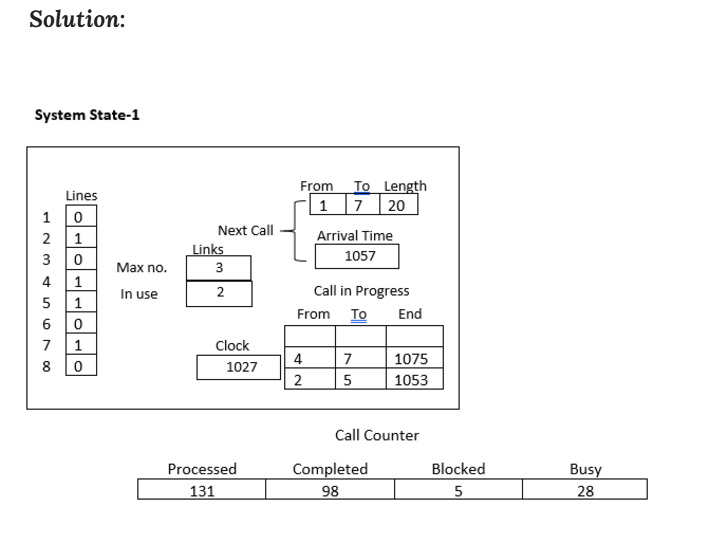 Solution:
System State-1
From To Length
1 7 20
Lines
1 0
2 1
3 0
4 1
5 1
6 0
7 1
8 0
Next Call
Arrival Time
1057
Links
Max no. 3
In use 2
Call in Progress
From To End
4 7 1075
2 5 1053
Clock
1027
Call Counter
Processed Completed Blocked Busy
131 98 5 28